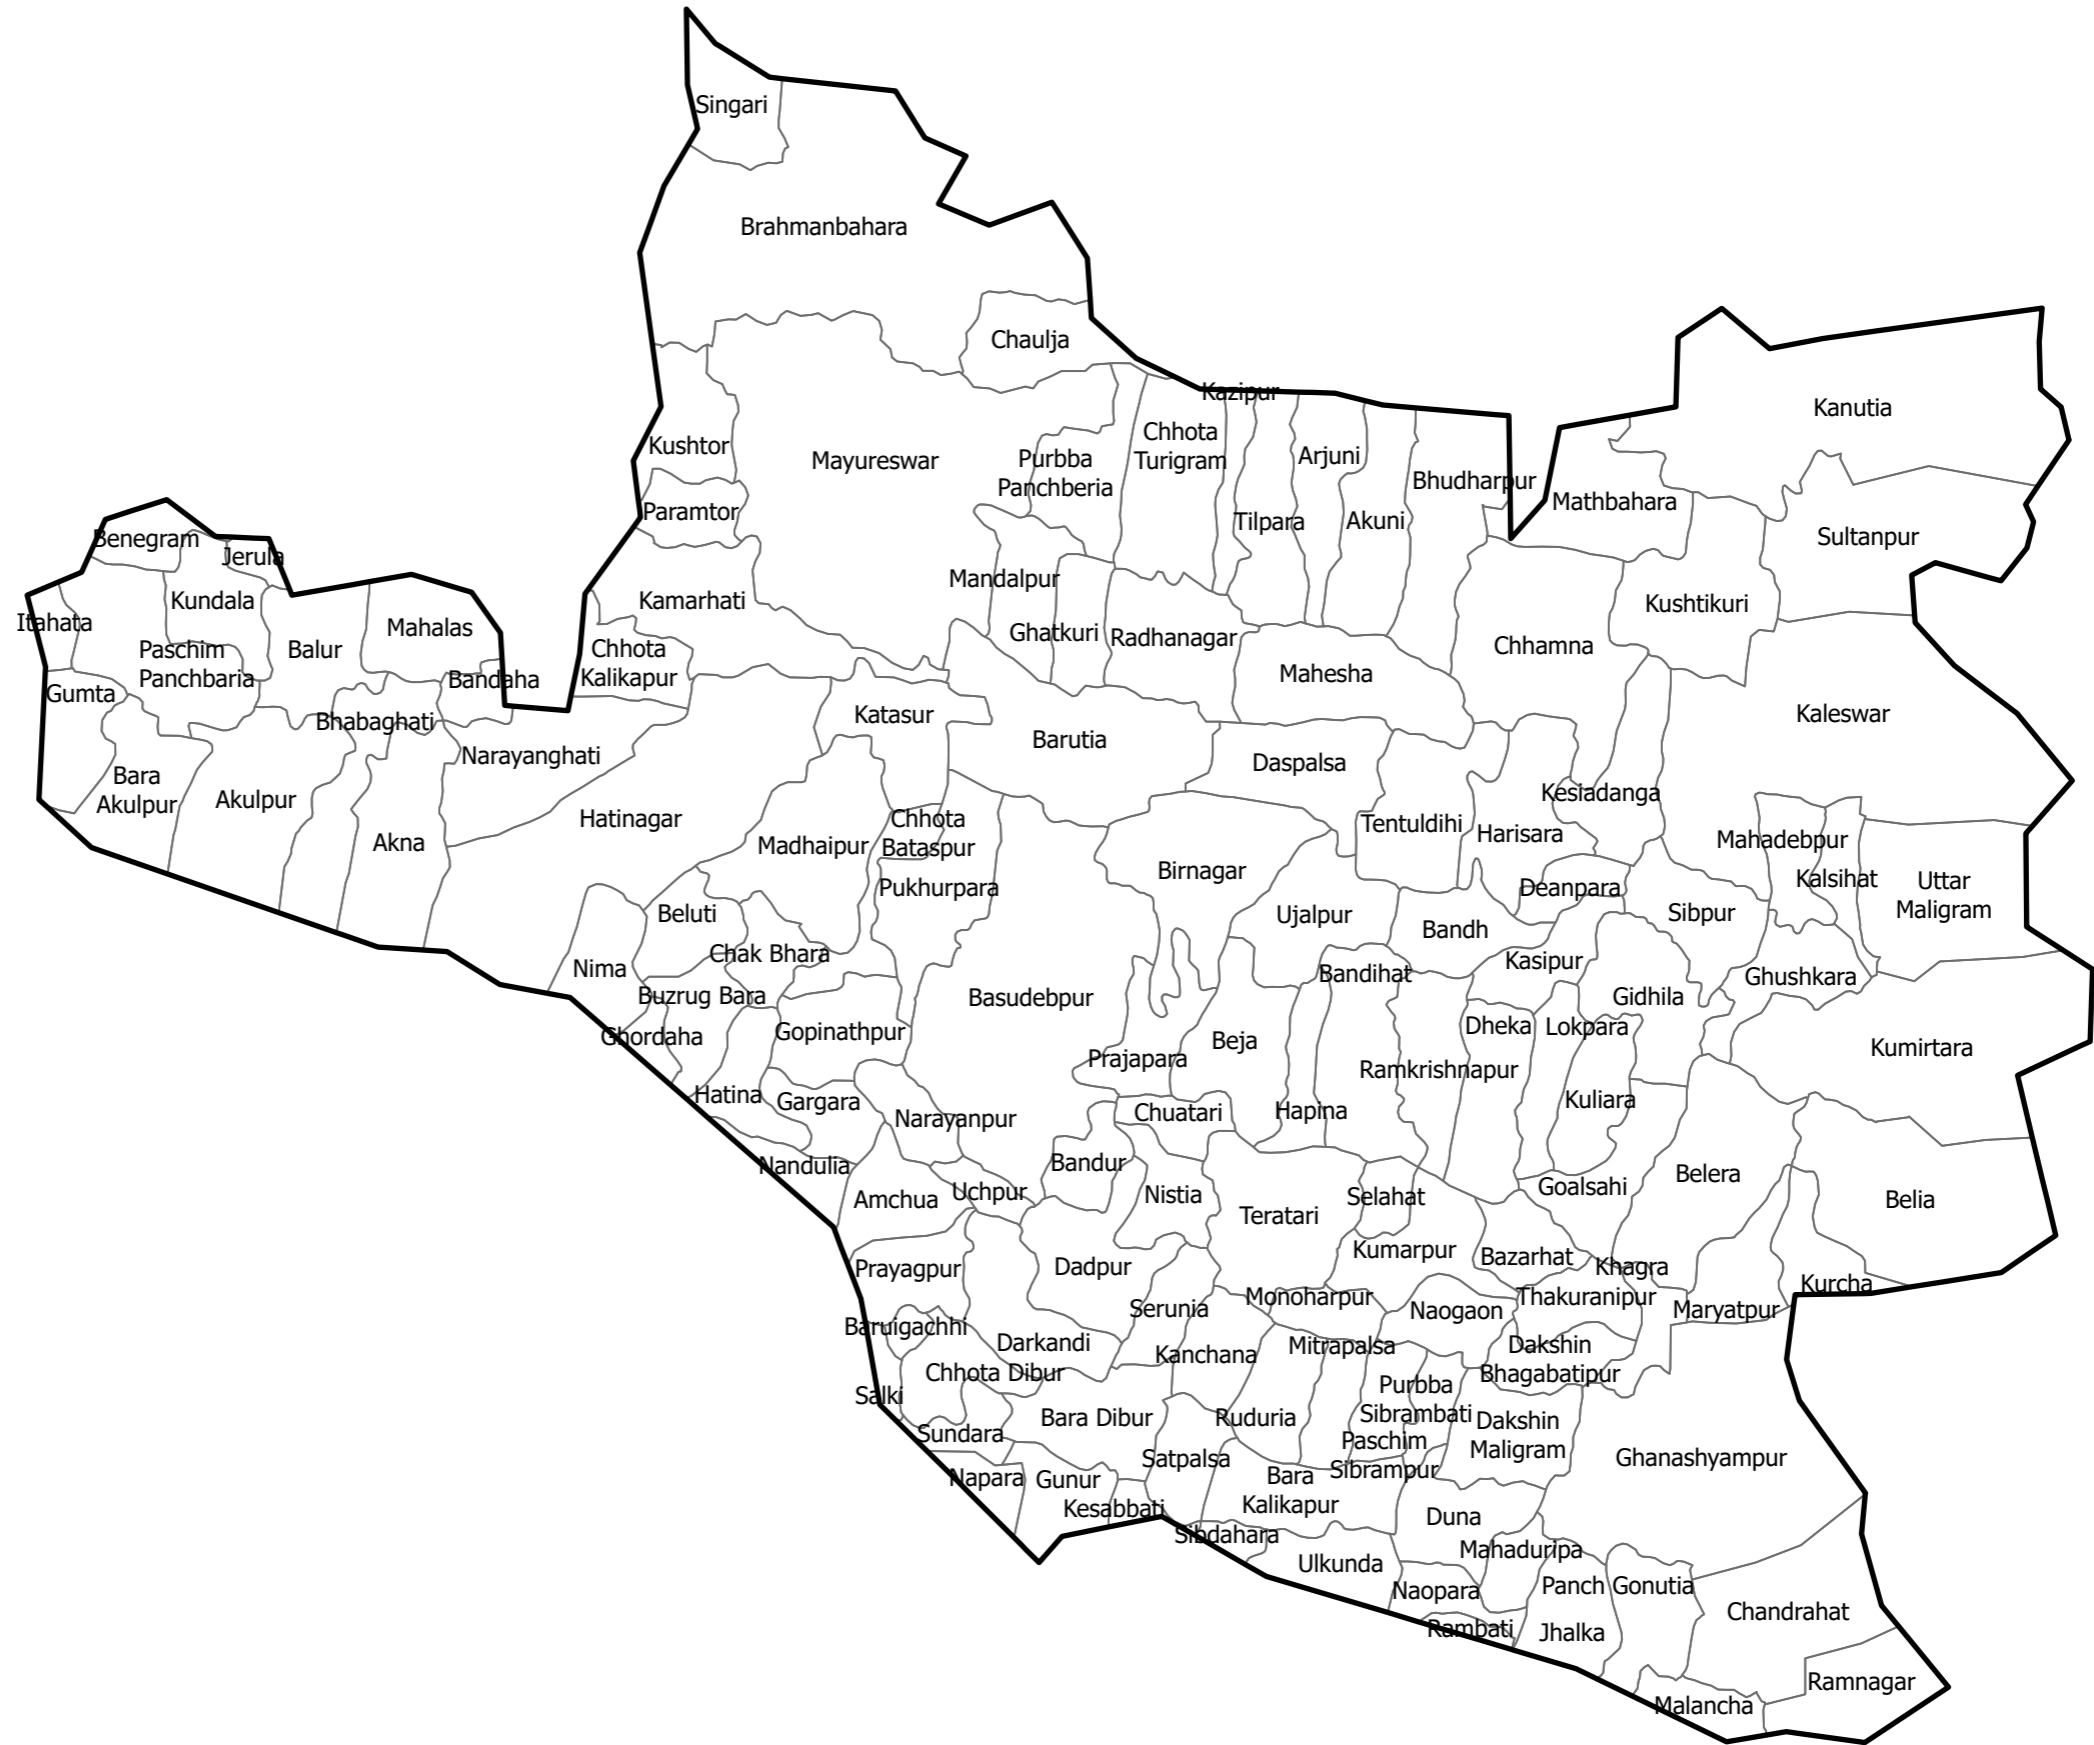 Singari
Brahmanbahara
Chaulja
Kazipur
Kanutia
Chhota
Turigram
Kushtor
Mayureswar
Purbba
Panchberia
Arjuni
Bhudharpur
Mathbahara
Paramtor
Tilpara
Akuni
Sultanpur
Benegram
Jerula
Mandalpur
Kundala
Kamarhati
Kushtikuri
Itahata
Mahalas
Ghatkuri
Radhanagar
Paschim
Panchbaria
Balur
Chhota
Kalikapur
Chhamna
Gumta
Bandaha
Mahesha
Bhabaghati
Katasur
Kaleswar
Narayanghati
Barutia
Daspalsa
Bara
Akulpur
Akulpur
Kesiadanga
Hatinagar
Chhota
Bataspur
Tentuldihi
Harisara
Akna
Madhaipur
Mahadebpur
Birnagar
Pukhurpara
Deanpara
Kalsihat
Uttar
Maligram
Beluti
Ujalpur
Bandh
Sibpur
Chak Bhara
Nima
Bandihat
Kasipur
Ghushkara
Buzrug Bara
Basudebpur
Gidhila
Ghordaha
Gopinathpur
Beja
Dheka
Lokpara
Kumirtara
Prajapara
Ramkrishnapur
Hatina
Gargara
Narayanpur
Chuatari
Hapina
Kuliara
Nandulia
Bandur
Belera
Amchua
Uchpur
Nistia
Selahat
Goalsahi
Belia
Teratari
Kumarpur
Bazarhat
Prayagpur
Dadpur
Khagra
Kurcha
Serunia
Monoharpur
Naogaon
Thakuranipur
Maryatpur
Baruigachhi
Darkandi
Kanchana
Mitrapalsa
Dakshin
Bhagabatipur
Chhota Dibur
Salki
Purbba
Sibrambati
Bara Dibur
Ruduria
Dakshin
Maligram
Sundara
Paschim
Sibrampur
Satpalsa
Ghanashyampur
Napara
Gunur
Bara
Kalikapur
Kesabbati
Duna
Sibdahara
Ulkunda
Mahaduripa
Naopara
Panch
Jhalka
Gonutia
Chandrahat
Rambati
Ramnagar
Malancha